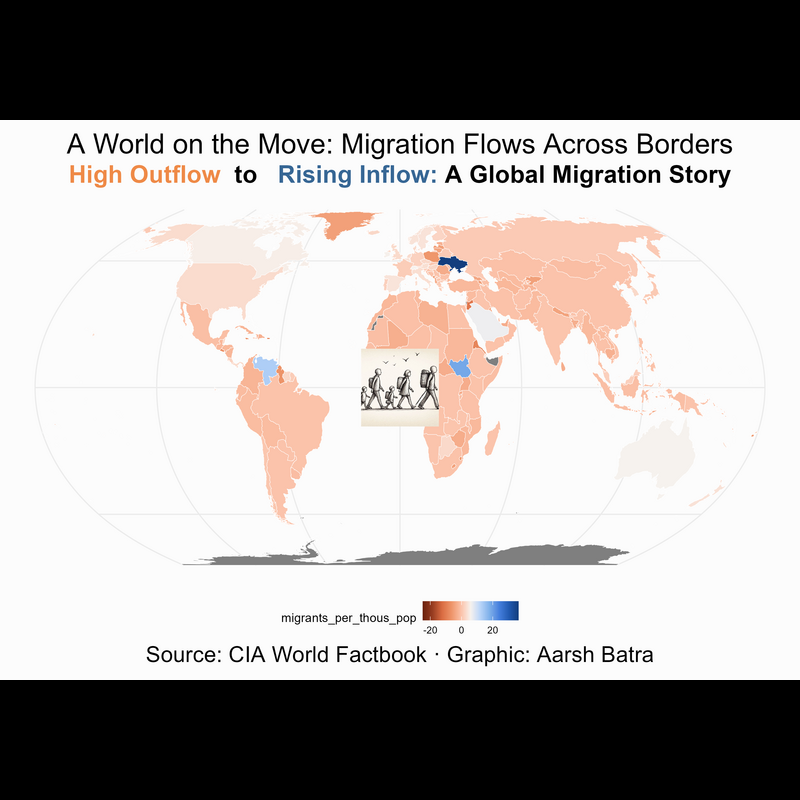 A World on the Move: Migration Flows Across Borders
High Outflow to Rising Inflow: A Global Migration Story
migrants_per_thous_pop
-20 0 20
Source: CIA World Factbook · Graphic: Aarsh Batra